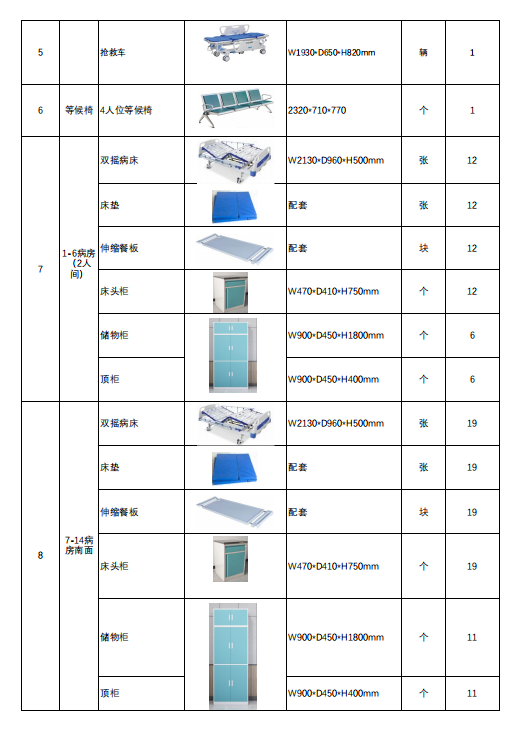 5 抢救车 W1930*D650*H820mm 辆 1
6 等候椅 4人位等候椅 2320*710*770 个 1
7 1-6病房（2人间） 双摇病床 W2130*D960*H500mm 张 12
床垫 配套 张 12
伸缩餐板 配套 块 12
床头柜 W470*D410*H750mm 个 12
储物柜 W900*D450*H1800mm 个 6
顶柜 W900*D450*H400mm 个 6
8 7-14病房南面 双摇病床 W2130*D960*H500mm 张 19
床垫 配套 张 19
伸缩餐板 配套 块 19
床头柜 W470*D410*H750mm 个 19
储物柜 W900*D450*H1800mm 个 11
顶柜 W900*D450*H400mm 个 11